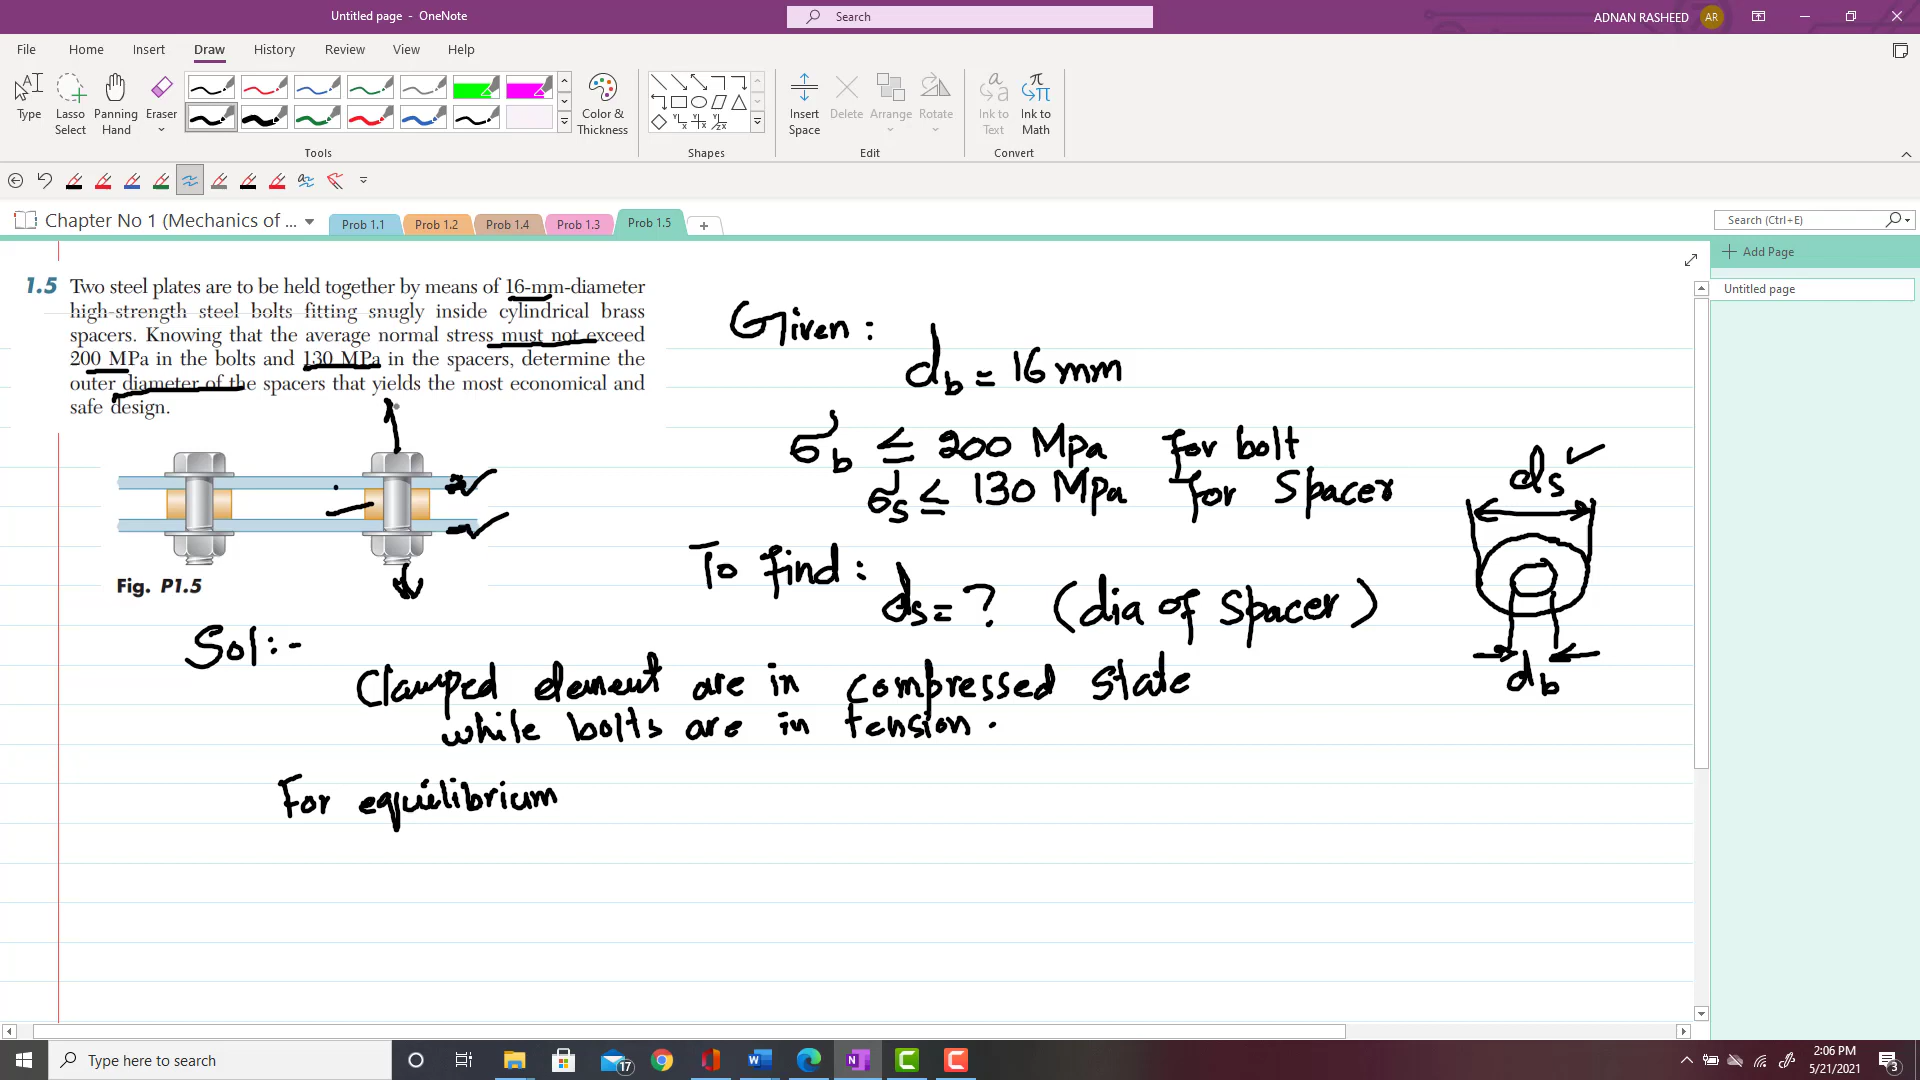 Untitled page - OneNote
Search
ADNAN RASHEED
AR
File
Home
Insert
Draw
History
Review
View
Help
Type
Lasso
Select
Panning
Hand
Eraser
Color &
Thickness
Insert
Space
Delete
Arrange
Rotate
Ink to
Text
Ink to
Math
Tools
Shapes
Edit
Convert
Chapter No 1 (Mechanics of ...
Prob 1.1
Prob 1.2
Prob 1.4
Prob 1.3
Prob 1.5
Search (Ctrl+E)
Add Page
Untitled page
1.5 Two steel plates are to be held together by means of 16-mm-diameter
high-strength steel bolts fitting snugly inside cylindrical brass
spacers. Knowing that the average normal stress must not exceed
200 MPa in the bolts and 130 MPa in the spacers, determine the
outer diameter of the spacers that yields the most economical and
safe design.
Fig. P1.5
Given:
db = 16 mm
σb ≤ 200 Mpa for bolt
σs ≤ 130 Mpa for Spacer
To find:
ds = ? (dia of spacer)
ds
db
Sol:-
Clamped element are in compressed state
while bolts are in tension.
For equilibrium
Type here to search
17
2:06 PM
5/21/2021
3